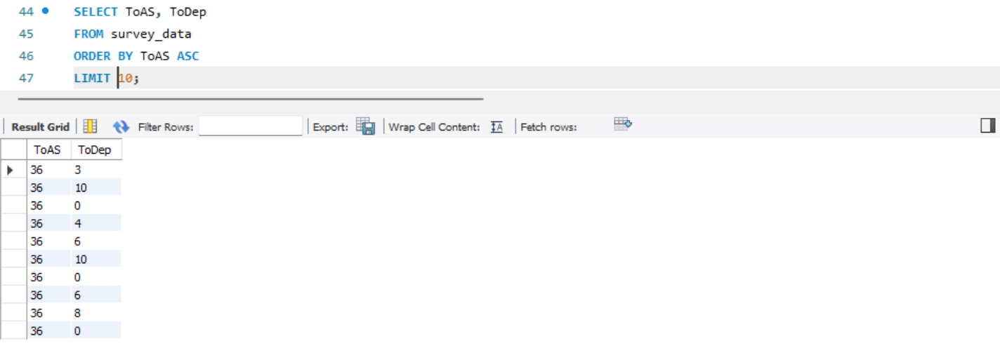 44 SELECT ToAS, ToDep
45 FROM survey_data
46 ORDER BY ToAS ASC
47 LIMIT 10;
Result Grid Filter Rows: Export: Wrap Cell Content: IA Fetch rows:
ToAS ToDep
36 3
36 10
36 0
36 4
36 6
36 10
36 0
36 6
36 8
36 0